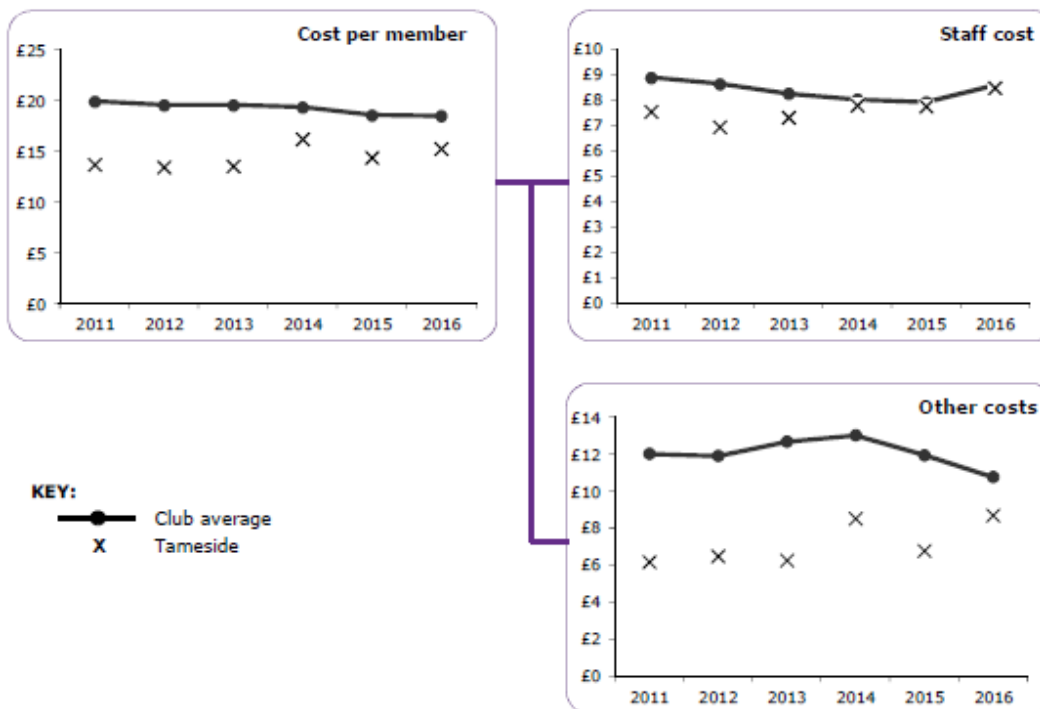 Cost per member
£25
£20
£15
£10
£5
£0
2011 2012 2013 2014 2015 2016
Staff cost
£10
£9
£8
£7
£6
£5
£4
£3
£2
£1
£0
2011 2012 2013 2014 2015 2016
Other costs
£14
£12
£10
£8
£6
£4
£2
£0
2011 2012 2013 2014 2015 2016
KEY:
Club average
X Tameside